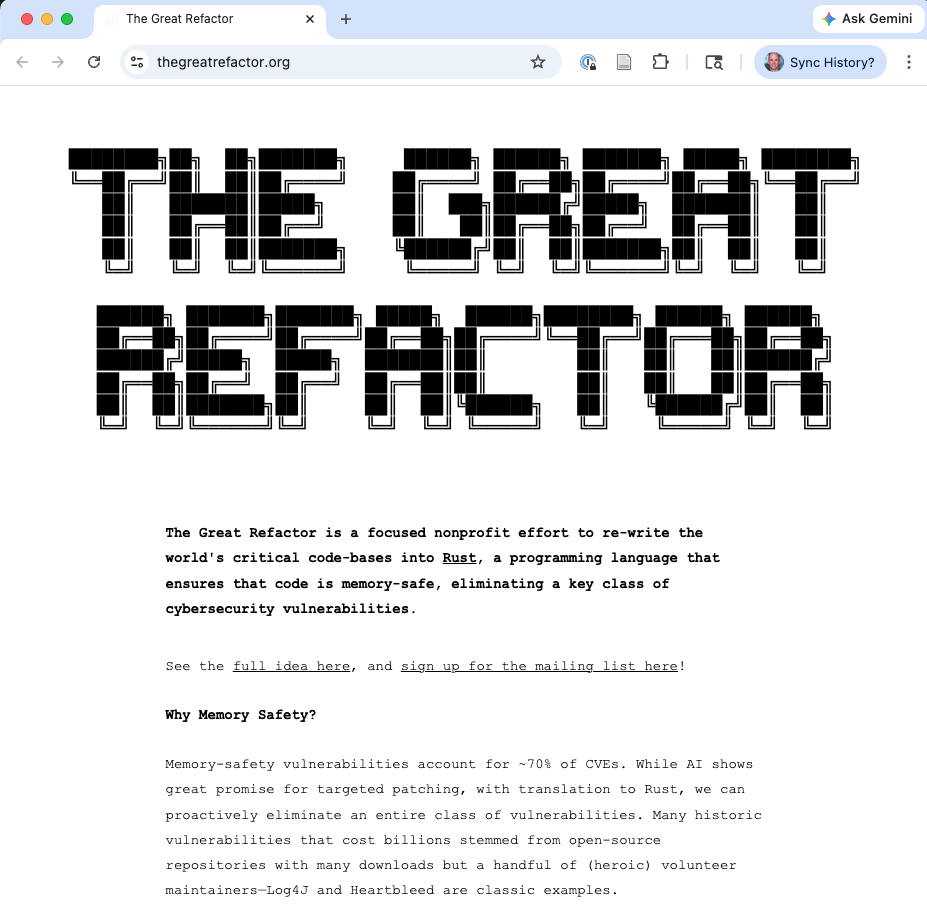 The Great Refactor
Ask Gemini
thegreatrefactor.org
Sync History?
THE GREAT
REFACTOR
The Great Refactor is a focused nonprofit effort to re-write the
world's critical code-bases into Rust, a programming language that
ensures that code is memory-safe, eliminating a key class of
cybersecurity vulnerabilities.
See the full idea here, and sign up for the mailing list here!
Why Memory Safety?
Memory-safety vulnerabilities account for ~70% of CVEs. While AI shows
great promise for targeted patching, with translation to Rust, we can
proactively eliminate an entire class of vulnerabilities. Many historic
vulnerabilities that cost billions stemmed from open-source
repositories with many downloads but a handful of (heroic) volunteer
maintainers—Log4J and Heartbleed are classic examples.